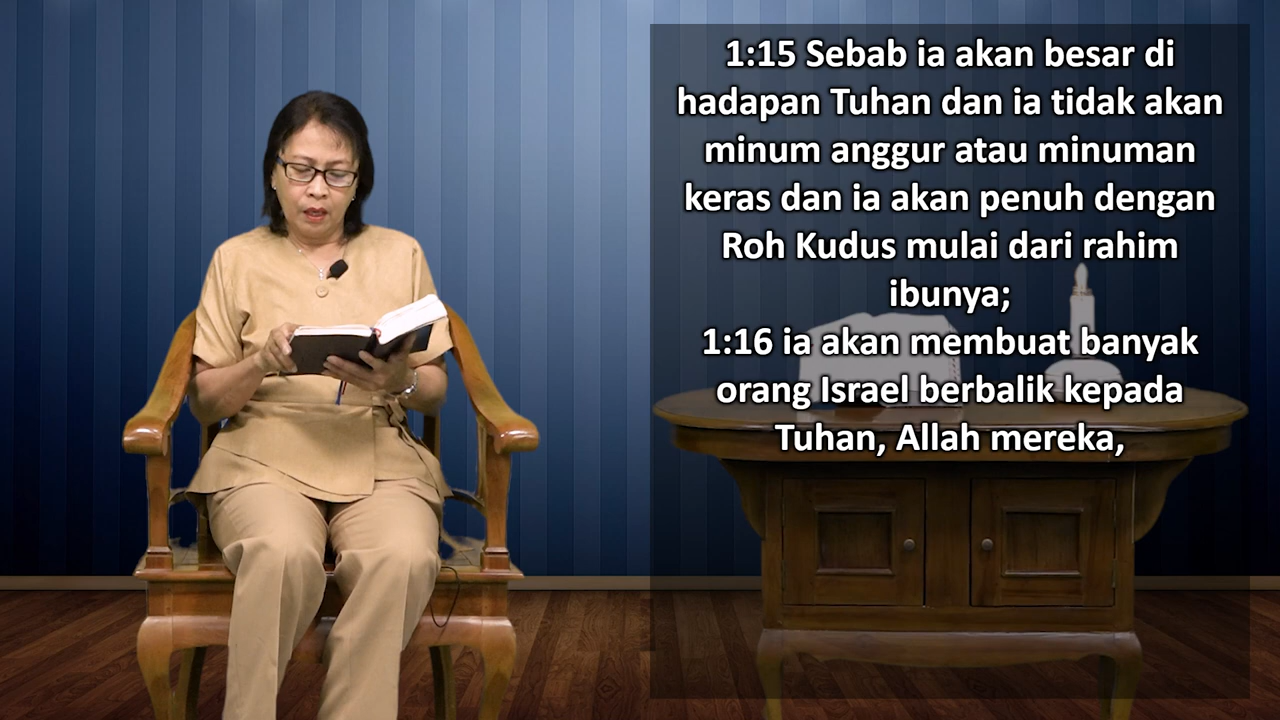 1:15 Sebab ia akan besar di
hadapan Tuhan dan ia tidak akan
minum anggur atau minuman
keras dan ia akan penuh dengan
Roh Kudus mulai dari rahim
ibunya;
1:16 ia akan membuat banyak
orang Israel berbalik kepada
Tuhan, Allah mereka,